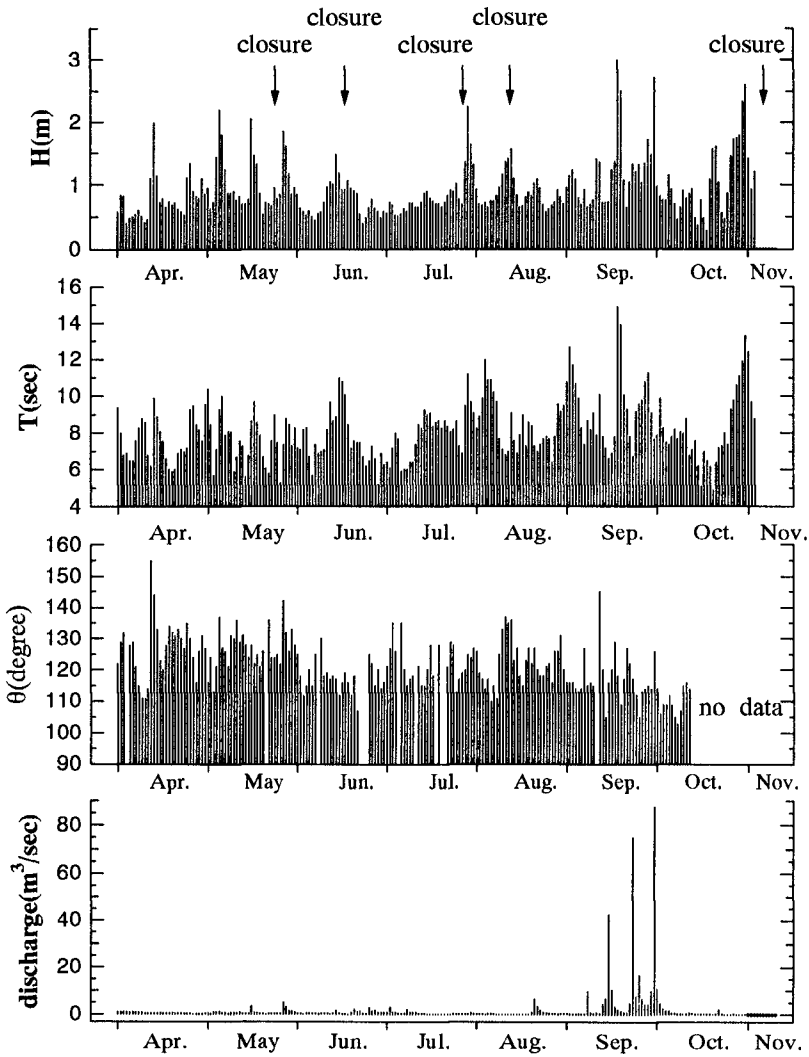 closure
closure
closure
closure
closure
H(m)
3
2
1
0
Apr.
May
Jun.
Jul.
Aug.
Sep.
Oct.
Nov.
T(sec)
16
14
12
10
8
6
4
Apr.
May
Jun.
Jul.
Aug.
Sep.
Oct.
Nov.
θ(degree)
160
150
140
130
120
110
100
90
no data
Apr.
May
Jun.
Jul.
Aug.
Sep.
Oct.
Nov.
discharge(m³/sec)
80
60
40
20
0
Apr.
May
Jun.
Jul.
Aug.
Sep.
Oct.
Nov.